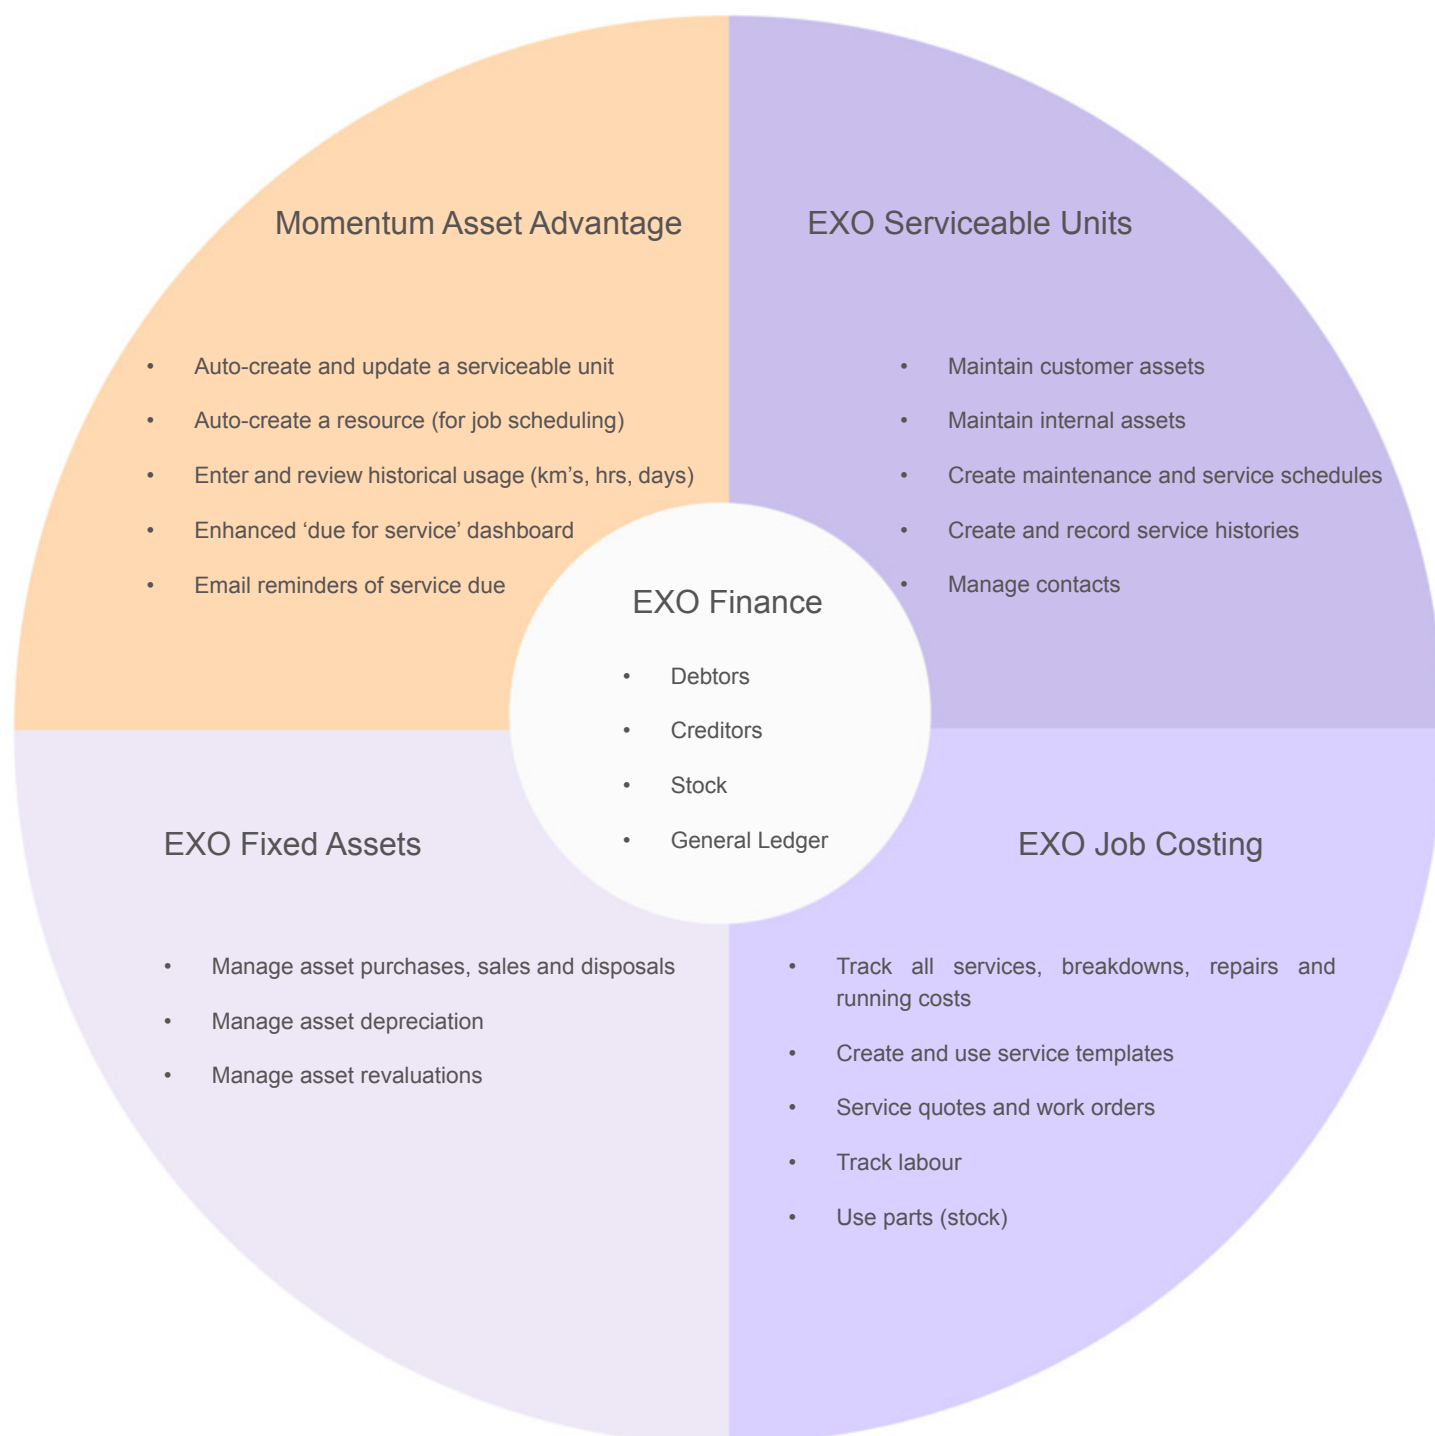 Momentum Asset Advantage
• Auto-create and update a serviceable unit
• Auto-create a resource (for job scheduling)
• Enter and review historical usage (km’s, hrs, days)
• Enhanced ‘due for service’ dashboard
• Email reminders of service due
EXO Serviceable Units
• Maintain customer assets
• Maintain internal assets
• Create maintenance and service schedules
• Create and record service histories
• Manage contacts
EXO Finance
• Debtors
• Creditors
• Stock
• General Ledger
EXO Fixed Assets
• Manage asset purchases, sales and disposals
• Manage asset depreciation
• Manage asset revaluations
EXO Job Costing
• Track all services, breakdowns, repairs and
running costs
• Create and use service templates
• Service quotes and work orders
• Track labour
• Use parts (stock)